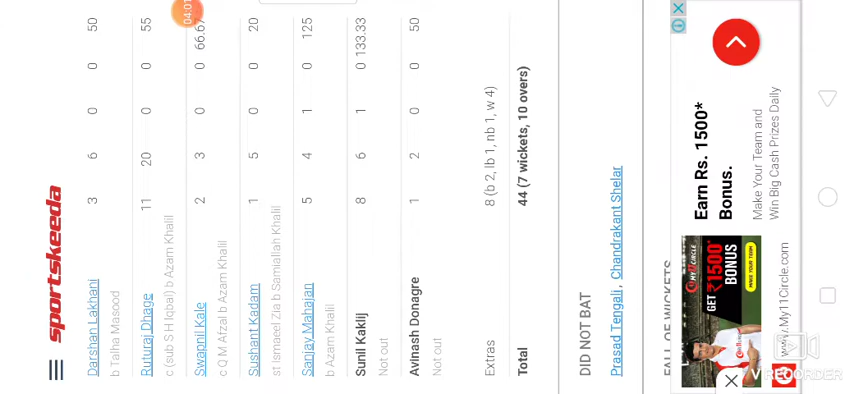 04:01
sportskeeda
Darshan Lakhani 3 6 0 0 50
b Talha Masood
Ruturaj Dhage 11 20 0 0 55
c (sub S H Iqbal) b Azam Khalil
Swapnil Kale 2 3 0 0 66.67
c Q M Afzal b Azam Khalil
Sushant Kadam 1 5 0 0 20
st Ismaeel Zia b Samiallah Khalil
Sanjay Mahajan 5 4 1 0 125
b Azam Khalil
Sunil Kaklij 8 6 1 0 133.33
Not out
Avinash Donagre 1 2 0 0 50
Not out
Extras 8 (b 2, lb 1, nb 1, w 4)
Total 44 (7 wickets, 10 overs)
DID NOT BAT
Prasad Tengali, Chandrakant Shelar
FALL OF WICKETS
MY11CIRCLE
GET ₹1500*
BONUS
MAKE YOUR TEAM
Earn Rs. 1500*
Bonus.
Make Your Team and
Win Big Cash Prizes Daily
www.My11Circle.com
V RECORDER